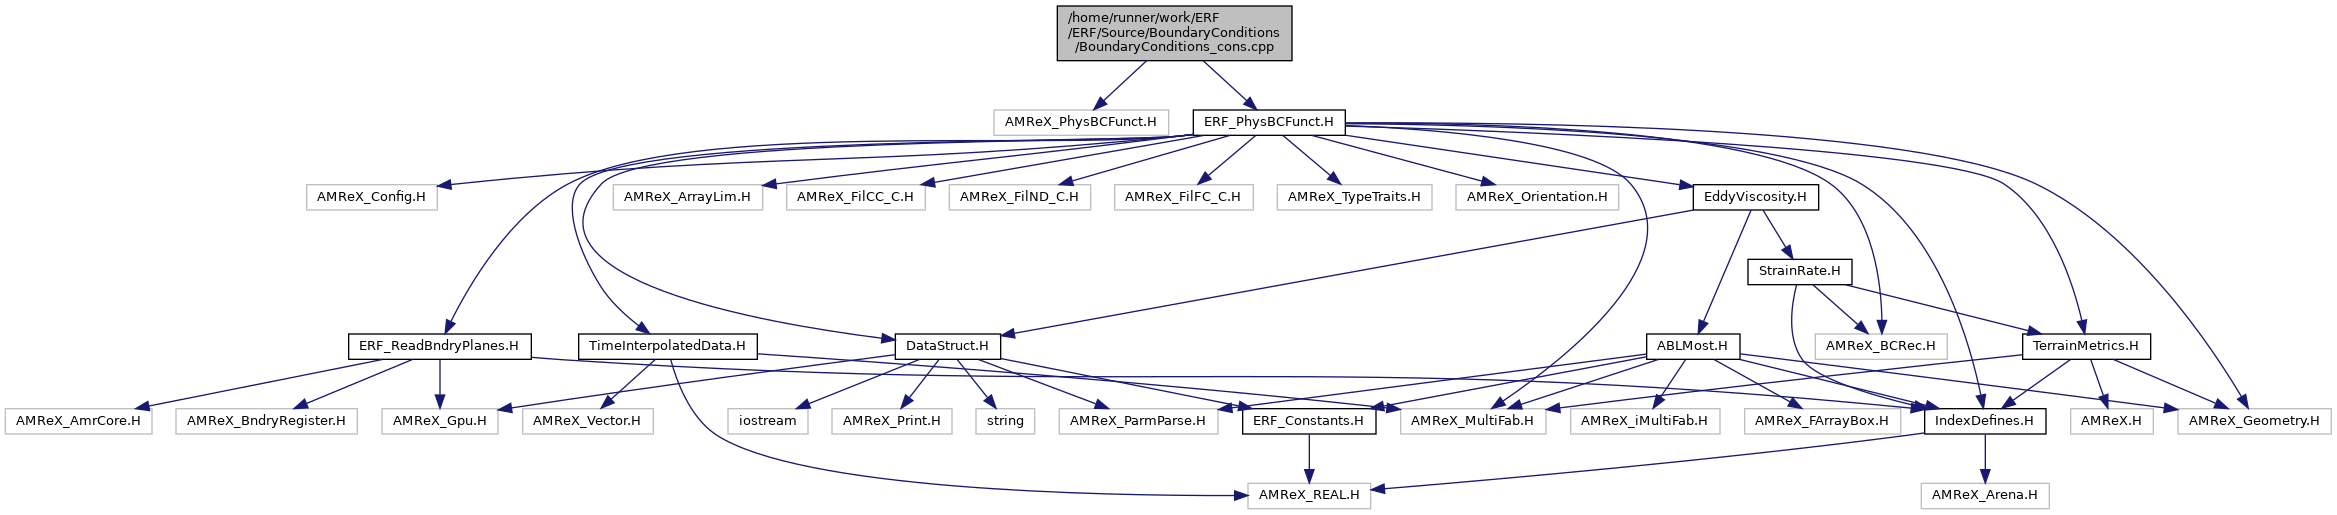 /home/runner/work/ERF
/ERF/Source/BoundaryConditions
/BoundaryConditions_cons.cpp
AMReX_PhysBCFunct.H
ERF_PhysBCFunct.H
AMReX_Config.H
AMReX_ArrayLim.H
AMReX_FilCC_C.H
AMReX_FilND_C.H
AMReX_FilFC_C.H
AMReX_TypeTraits.H
AMReX_Orientation.H
EddyViscosity.H
StrainRate.H
ERF_ReadBndryPlanes.H
TimeInterpolatedData.H
DataStruct.H
ABLMost.H
AMReX_BCRec.H
TerrainMetrics.H
AMReX_AmrCore.H
AMReX_BndryRegister.H
AMReX_Gpu.H
AMReX_Vector.H
iostream
AMReX_Print.H
string
AMReX_ParmParse.H
ERF_Constants.H
AMReX_MultiFab.H
AMReX_iMultiFab.H
AMReX_FArrayBox.H
IndexDefines.H
AMReX.H
AMReX_Geometry.H
AMReX_REAL.H
AMReX_Arena.H